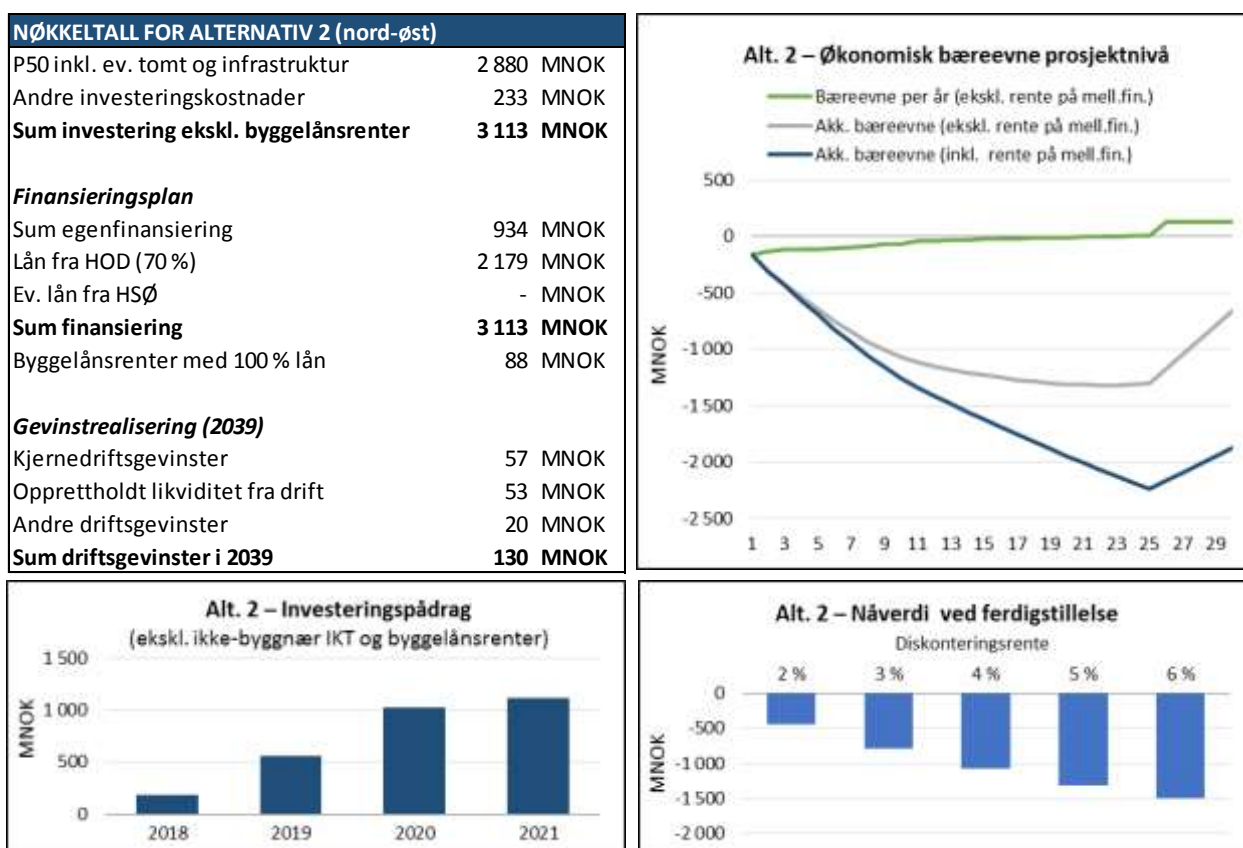 NØKKELTALL FOR ALTERNATIV 2 (nord-øst)
P50 inkl. ev. tomt og infrastruktur 2 880 MNOK
Andre investeringskostnader 233 MNOK
Sum investering ekskl. byggelånsrenter 3 113 MNOK
Finansieringsplan
Sum egenfinansiering 934 MNOK
Lån fra HOD (70 %) 2 179 MNOK
Ev. lån fra HSØ - MNOK
Sum finansiering 3 113 MNOK
Byggelånsrenter med 100 % lån 88 MNOK
Gevinstrealisering (2039)
Kjernedriftsgevinster 57 MNOK
Opprettholdt likviditet fra drift 53 MNOK
Andre driftsgevinster 20 MNOK
Sum driftsgevinster i 2039 130 MNOK
Alt. 2 – Økonomisk bæreevne prosjektnivå
Bæreevne per år (ekskl. rente på mell.fin.)
Akk. bæreevne (ekskl. rente på mell.fin.)
Akk. bæreevne (inkl. rente på mell.fin.)
500
0
-500
-1 000
-1 500
-2 000
-2 500
MNOK
1 3 5 7 9 11 13 15 17 19 21 23 25 27 29
Alt. 2 – Investeringspådrag
(ekskl. ikke-byggnær IKT og byggelånsrenter)
1 500
1 000
500
0
MNOK
2018 2019 2020 2021
Alt. 2 – Nåverdi ved ferdigstillelse
Diskonteringsrente
2 % 3 % 4 % 5 % 6 %
0
-500
-1 000
-1 500
-2 000
MNOK